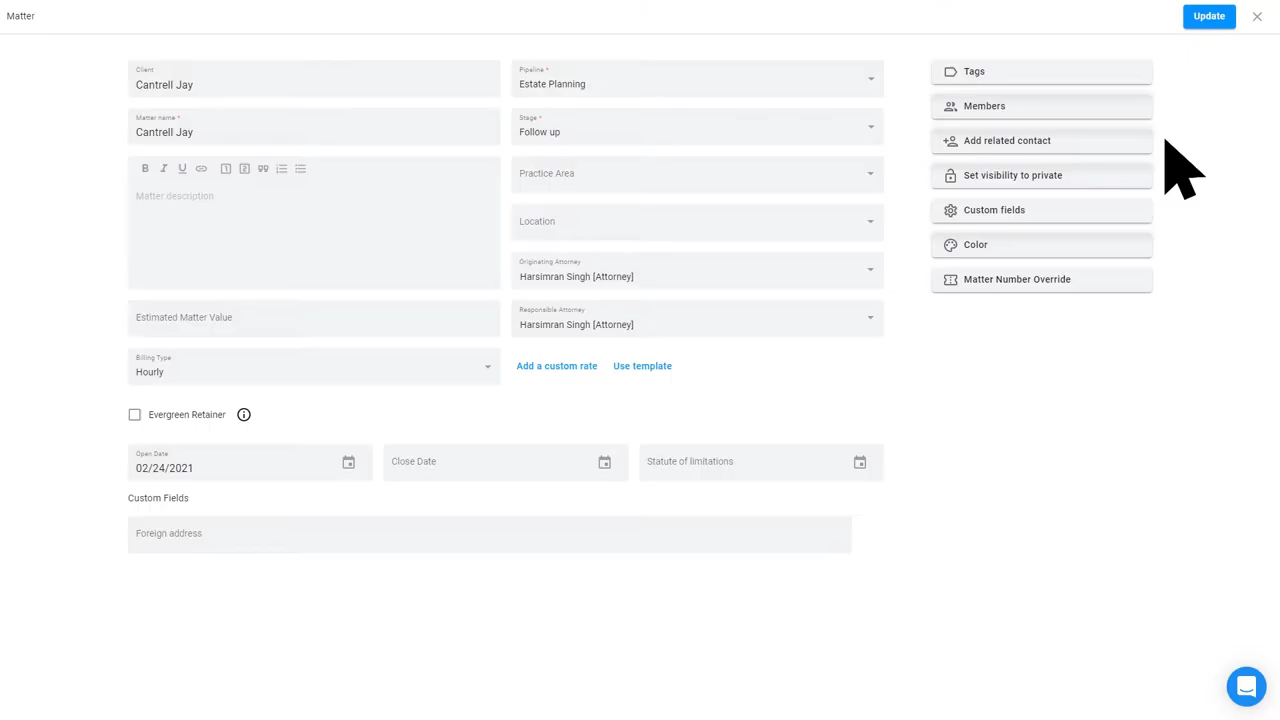 Matter
Update
Client
Cantrell Jay
Matter name *
Cantrell Jay
Matter description
Estimated Matter Value
Billing Type
Hourly
Pipeline *
Estate Planning
Stage *
Follow up
Practice Area
Location
Originating Attorney
Harsimran Singh [Attorney]
Responsible Attorney
Harsimran Singh [Attorney]
Add a custom rate
Use template
Evergreen Retainer
Open Date
02/24/2021
Close Date
Statute of limitations
Custom Fields
Foreign address
Tags
Members
Add related contact
Set visibility to private
Custom fields
Color
Matter Number Override